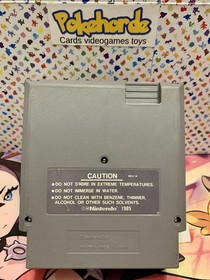 Pokehorde
Cards videogames toys
CAUTION
•DO NOT STORE IN EXTREME TEMPERATURES.
•DO NOT IMMERSE IN WATER.
•DO NOT CLEAN WITH BENZENE, THINNER,
ALCOHOL OR OTHER SUCH SOLVENTS.
Nintendo 1985